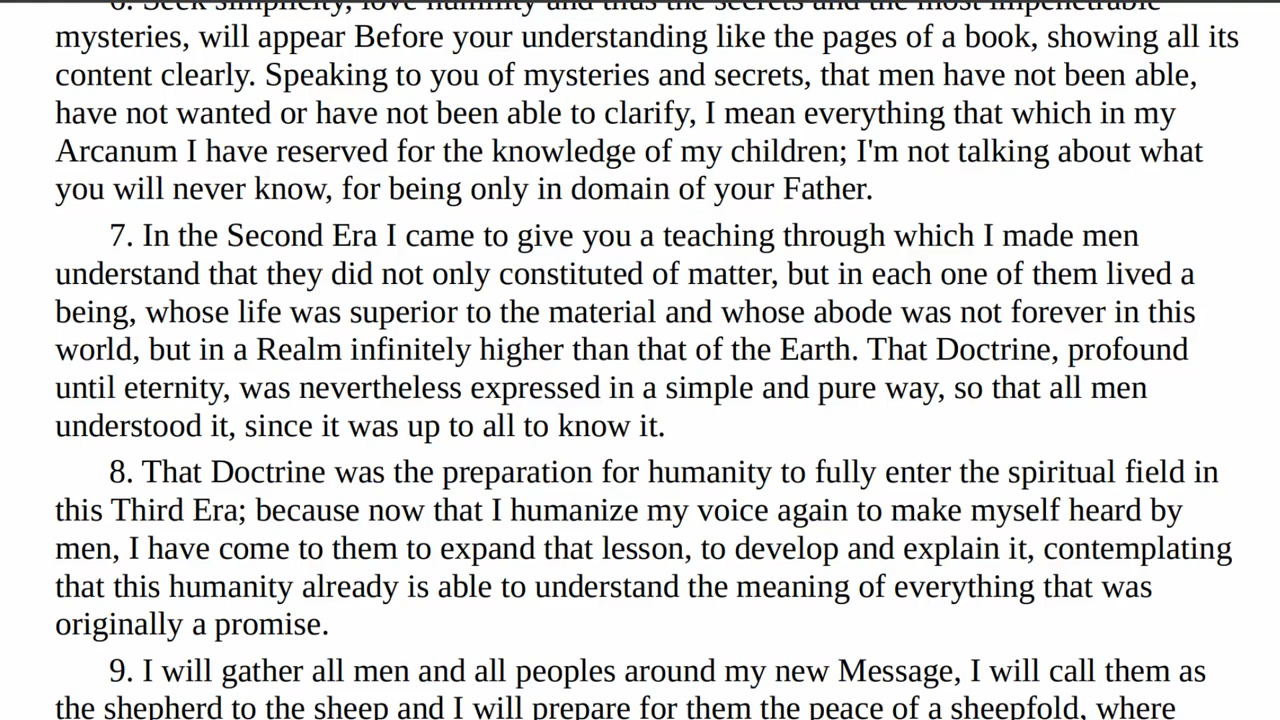 6. Seek simplicity, love humility and thus the secrets and the most impenetrable
mysteries, will appear Before your understanding like the pages of a book, showing all its
content clearly. Speaking to you of mysteries and secrets, that men have not been able,
have not wanted or have not been able to clarify, I mean everything that which in my
Arcanum I have reserved for the knowledge of my children; I'm not talking about what
you will never know, for being only in domain of your Father.
7. In the Second Era I came to give you a teaching through which I made men
understand that they did not only constituted of matter, but in each one of them lived a
being, whose life was superior to the material and whose abode was not forever in this
world, but in a Realm infinitely higher than that of the Earth. That Doctrine, profound
until eternity, was nevertheless expressed in a simple and pure way, so that all men
understood it, since it was up to all to know it.
8. That Doctrine was the preparation for humanity to fully enter the spiritual field in
this Third Era; because now that I humanize my voice again to make myself heard by
men, I have come to them to expand that lesson, to develop and explain it, contemplating
that this humanity already is able to understand the meaning of everything that was
originally a promise.
9. I will gather all men and all peoples around my new Message, I will call them as
the shepherd to the sheep and I will prepare for them the peace of a sheepfold, where